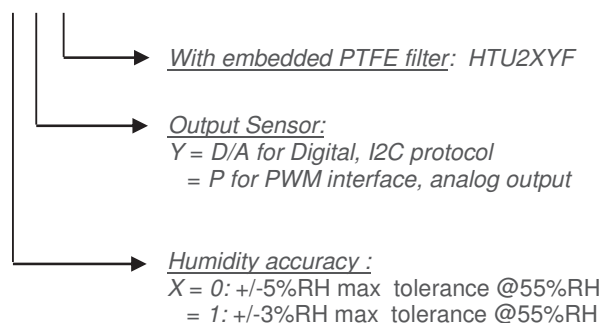 With embedded PTFE filter: HTU2XYF
Output Sensor:
Y = D/A for Digital, I2C protocol
= P for PWM interface, analog output
Humidity accuracy :
X = 0: +/-5%RH max tolerance @55%RH
= 1: +/-3%RH max tolerance @55%RH